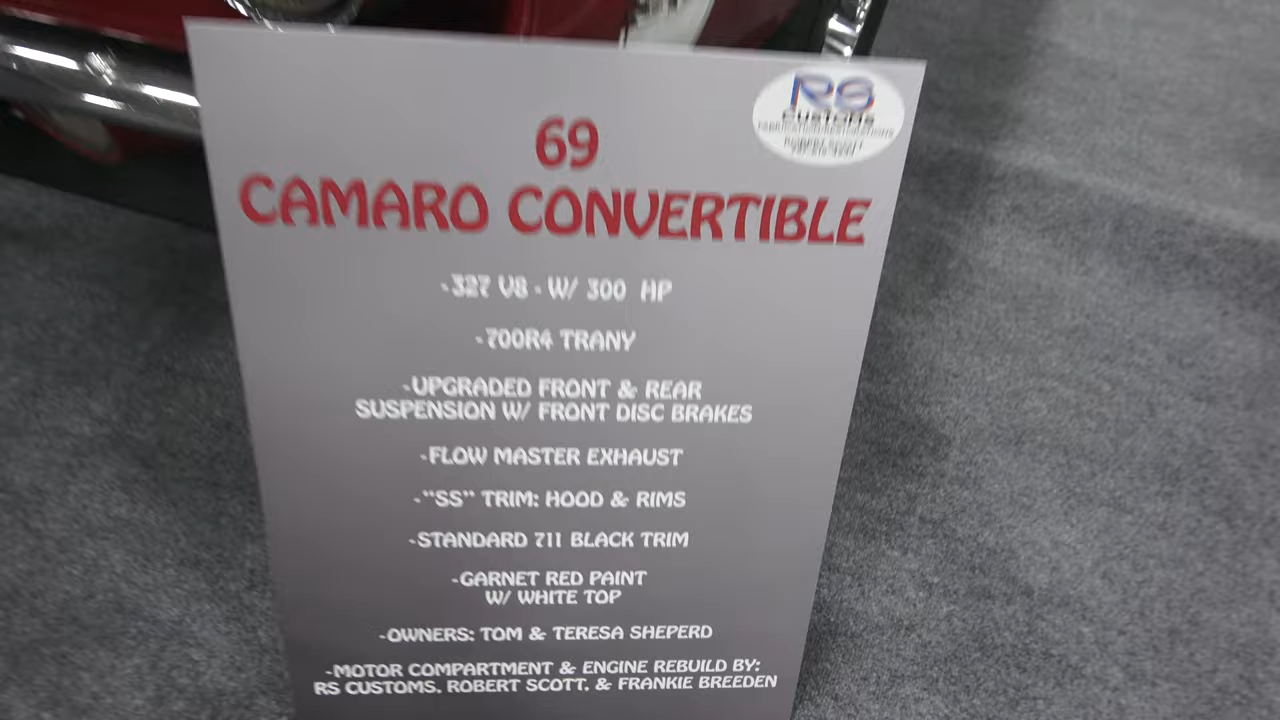 RS
CUSTOMS
69
CAMARO CONVERTIBLE
-327 V8 - W/ 300 HP
-700R4 TRANY
-UPGRADED FRONT & REAR
SUSPENSION W/ FRONT DISC BRAKES
-FLOW MASTER EXHAUST
-"SS" TRIM: HOOD & RIMS
-STANDARD 711 BLACK TRIM
-GARNET RED PAINT
W/ WHITE TOP
-OWNERS: TOM & TERESA SHEPERD
-MOTOR COMPARTMENT & ENGINE REBUILD BY:
RS CUSTOMS, ROBERT SCOTT, & FRANKIE BREEDEN